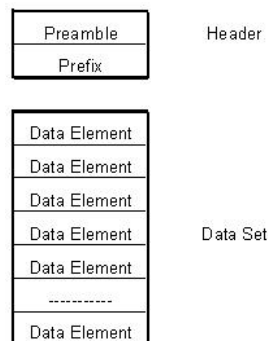 Preamble Header
Prefix
Data Element
Data Element
Data Element
Data Element Data Set
Data Element
-----------
Data Element